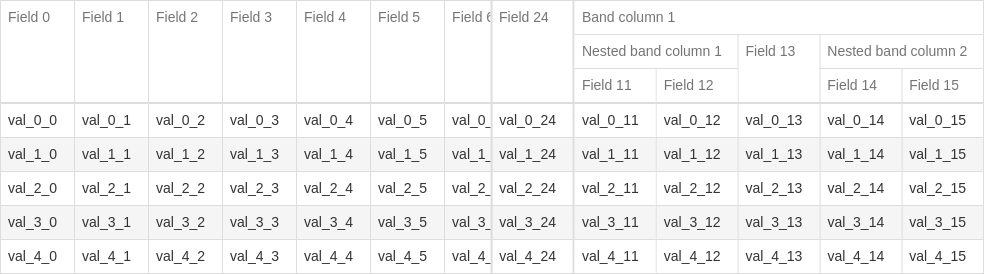 Field 0 Field 1 Field 2 Field 3 Field 4 Field 5 Field Field 24 Band column 1
Nested band column 1 Field 13 Nested band column 2
Field 11 Field 12 Field 14 Field 15
val_0_0 val_0_1 val_0_2 val_0_3 val_0_4 val_0_5 val_0_ val_0_24 val_0_11 val_0_12 val_0_13 val_0_14 val_0_15
val_1_0 val_1_1 val_1_2 val_1_3 val_1_4 val_1_5 val_1_ val_1_24 val_1_11 val_1_12 val_1_13 val_1_14 val_1_15
val_2_0 val_2_1 val_2_2 val_2_3 val_2_4 val_2_5 val_2_ val_2_24 val_2_11 val_2_12 val_2_13 val_2_14 val_2_15
val_3_0 val_3_1 val_3_2 val_3_3 val_3_4 val_3_5 val_3_ val_3_24 val_3_11 val_3_12 val_3_13 val_3_14 val_3_15
val_4_0 val_4_1 val_4_2 val_4_3 val_4_4 val_4_5 val_4_ val_4_24 val_4_11 val_4_12 val_4_13 val_4_14 val_4_15